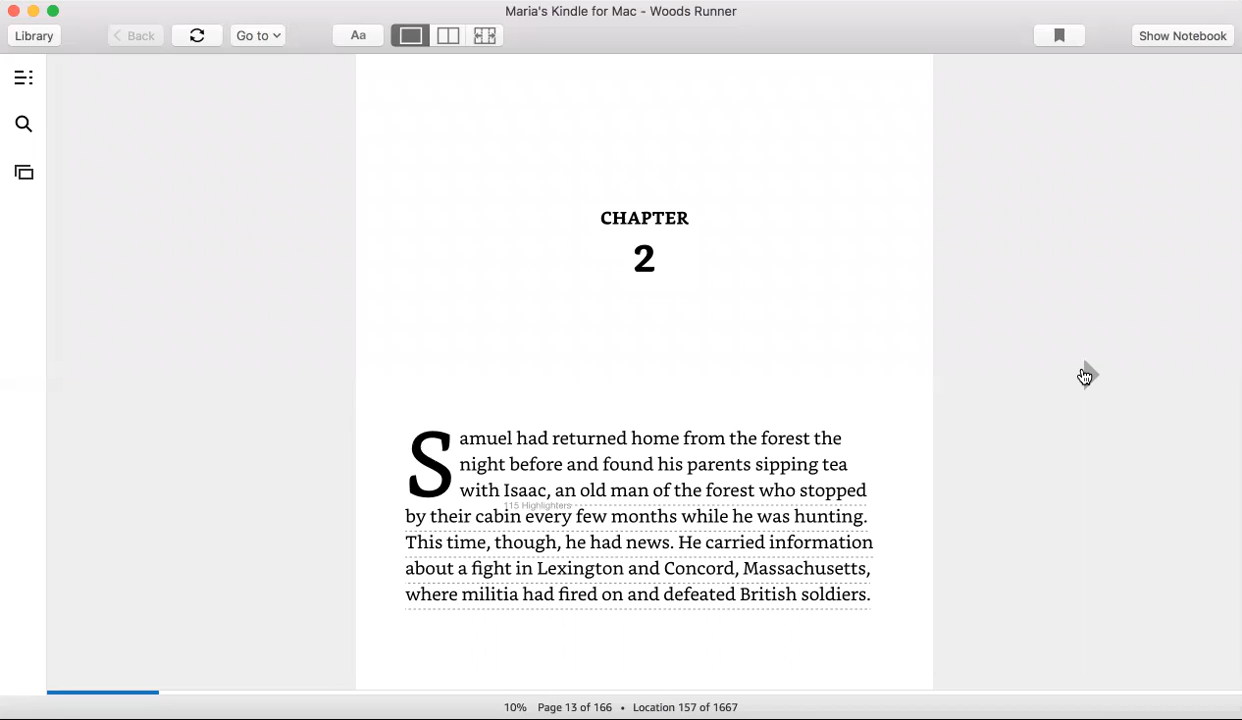 Maria's Kindle for Mac - Woods Runner
Library Back Go to Aa Show Notebook
CHAPTER
2
Samuel had returned home from the forest the
night before and found his parents sipping tea
with Isaac, an old man of the forest who stopped
115 Highlighters
by their cabin every few months while he was hunting.
This time, though, he had news. He carried information
about a fight in Lexington and Concord, Massachusetts,
where militia had fired on and defeated British soldiers.
10% Page 13 of 166 • Location 157 of 1667